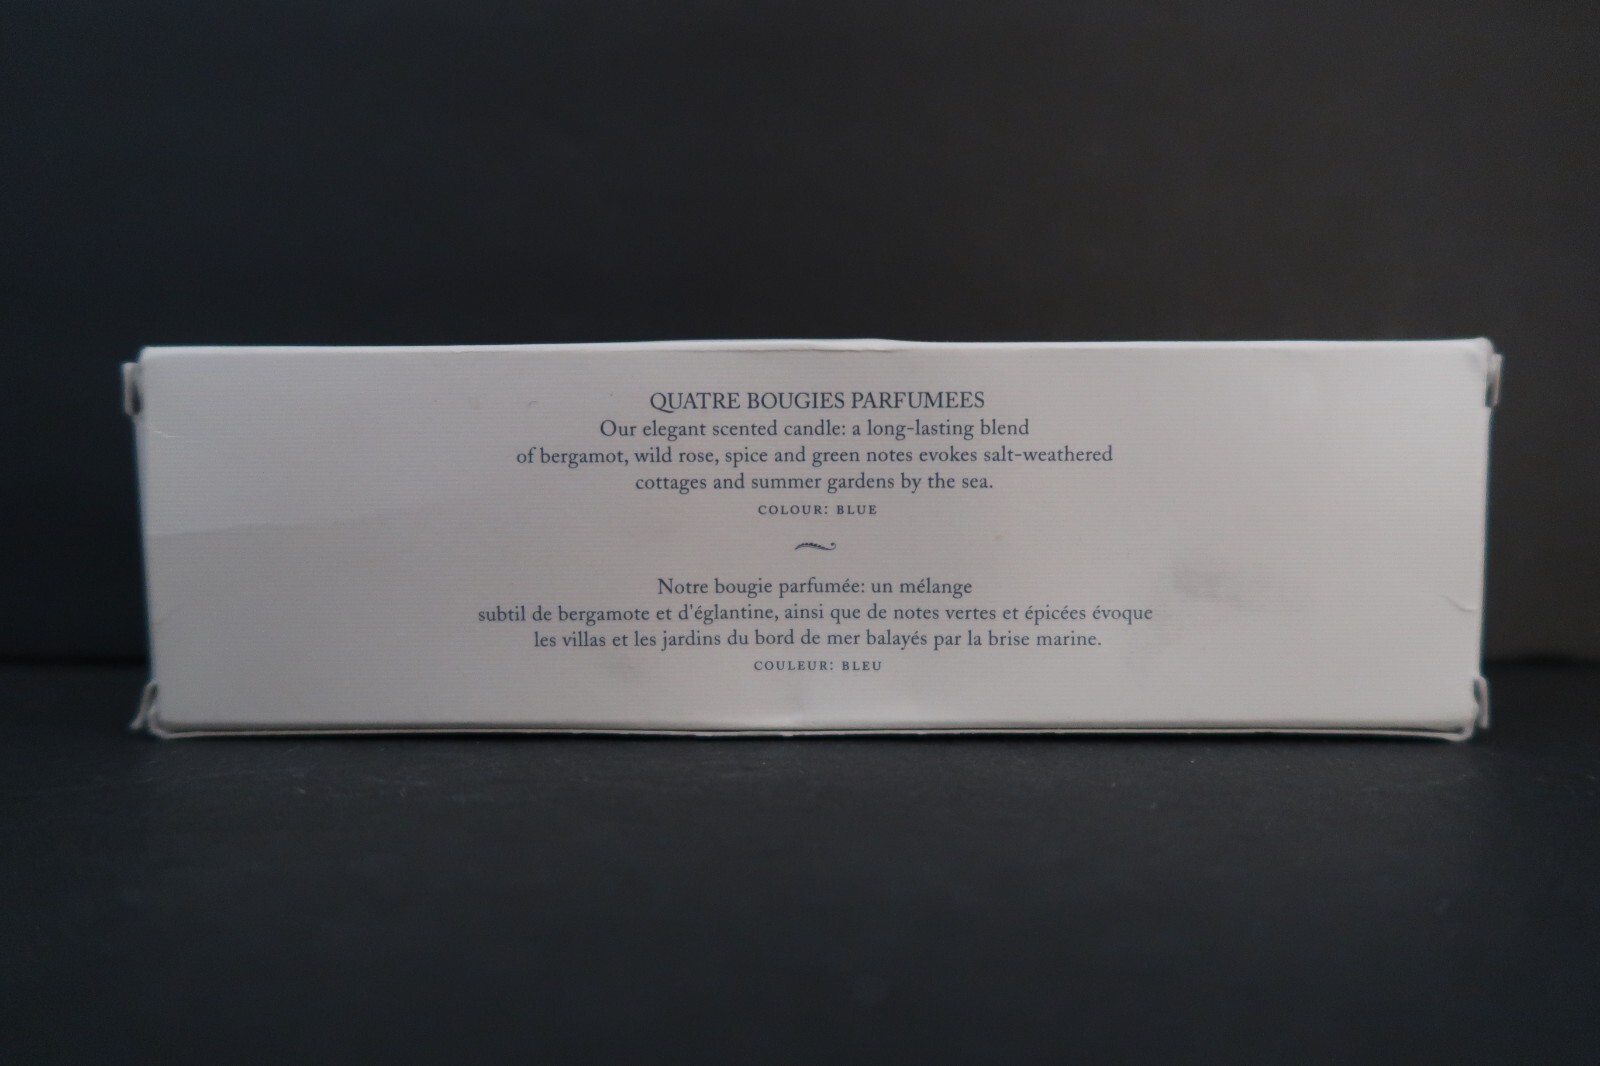 QUATRE BOUGIES PARFUMEES
Our elegant scented candle: a long-lasting blend
of bergamot, wild rose, spice and green notes evokes salt-weathered
cottages and summer gardens by the sea.
COLOUR: BLUE
Notre bougie parfumée: un mélange
subtil de bergamote et d'églantine, ainsi que de notes vertes et épicées évoque
les villas et les jardins du bord de mer balayés par la brise marine.
COULEUR: BLEU